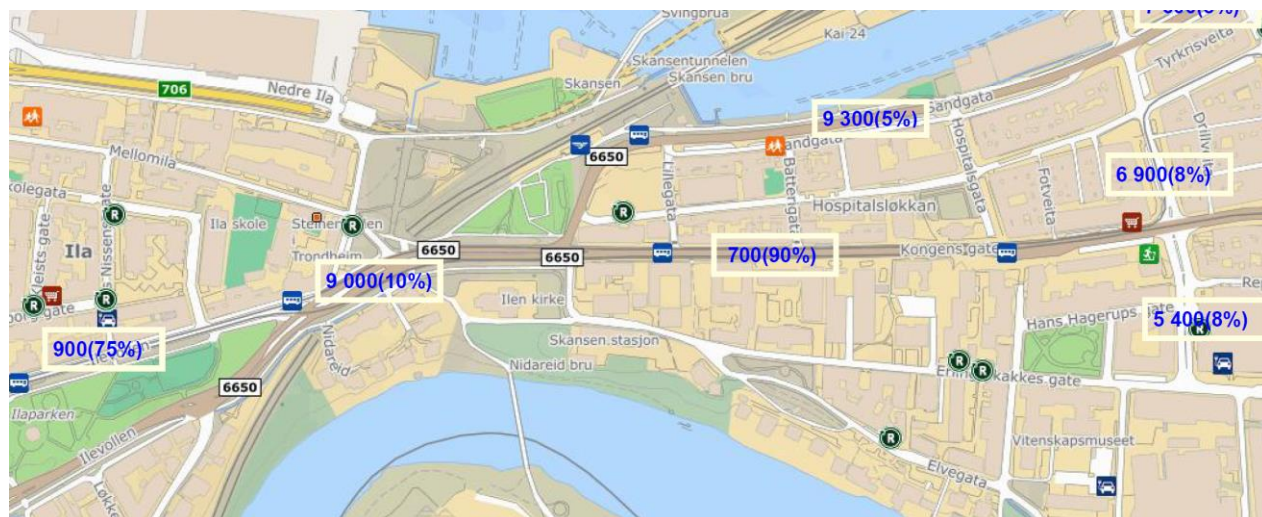 Svingbrua
Kai 24
Tyrkrisveita
Skansentunnelen
Skansen bru
Skansen
706
Nedre Ila
Sandgata
9 300(5%)
Hospitalsgata
Mellomila
6650
Lillegata
Batterigata
Fotveita
6 900(8%)
R
Ila skole
R
R
Hospitalsløkkan
Ila
6650
6650
Kongens gate
Trondheim
9 000(10%)
700(90%)
Ilen kirke
R
R
Hans Hagerups gate
5 400(8%)
R
900(75%)
Nidareid
Skansen stasjon
Nidareid bru
R
R
6650
Ilaparken
Ilevollen
R
Vitenskapsmuseet
Elvegata